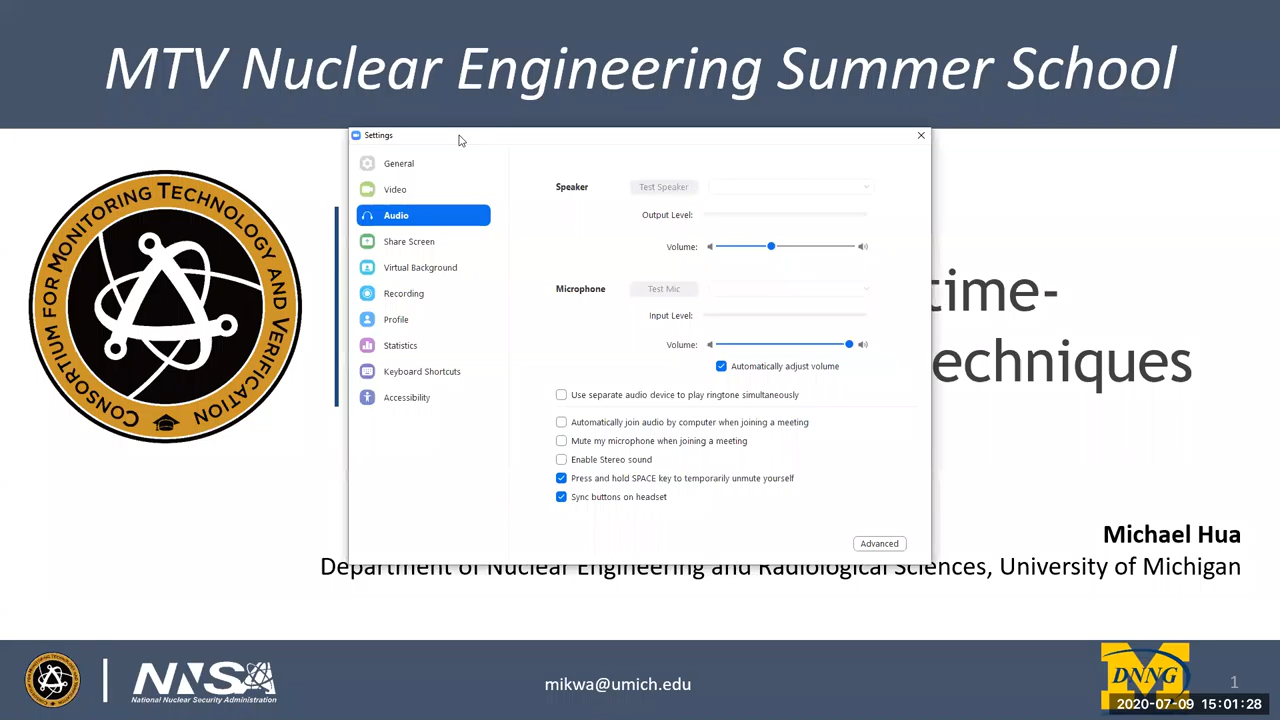 MTV Nuclear Engineering Summer School
Settings
General
Video
Audio
Share Screen
Virtual Background
Recording
Profile
Statistics
Keyboard Shortcuts
Accessibility
Speaker
Test Speaker
Output Level:
Volume:
Microphone
Test Mic
Input Level:
Volume:
Automatically adjust volume
Use separate audio device to play ringtone simultaneously
Automatically join audio by computer when joining a meeting
Mute my microphone when joining a meeting
Enable Stereo sound
Press and hold SPACE key to temporarily unmute yourself
Sync buttons on headset
Advanced
CONSORTIUM FOR MONITORING TECHNOLOGY AND VERIFICATION
time-
echniques
Michael Hua
Department of Nuclear Engineering and Radiological Sciences, University of Michigan
NNSA
National Nuclear Security Administration
mikwa@umich.edu
DNNG
1
2020-07-09 15:01:28